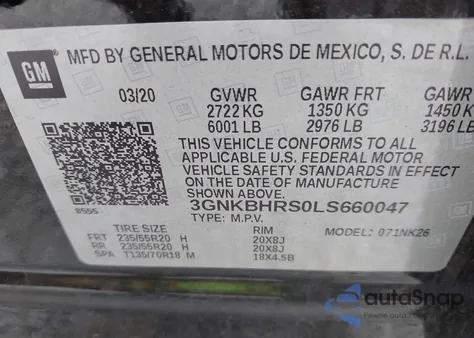 GM
MFD BY GENERAL MOTORS DE MEXICO, S. DE R.L.
03/20
GVWR GAWR FRT GAWR
2722 KG 1350 KG 1450 K
6001 LB 2976 LB 3196 LB
THIS VEHICLE CONFORMS TO ALL
APPLICABLE U.S. FEDERAL MOTOR
VEHICLE SAFETY STANDARDS IN EFFECT
ON THE DATE OF MANUFACTURE
SHOWN ABOVE.
3GNKBHRS0LS660047
TYPE: M.P.V. MODEL: 071NK26
TIRE SIZE RIM
FRT 235/55R20 H 20X8J
RR 235/55R20 H 20X8J
SPA T135/70R18 M 18X4.5B
autoSnap